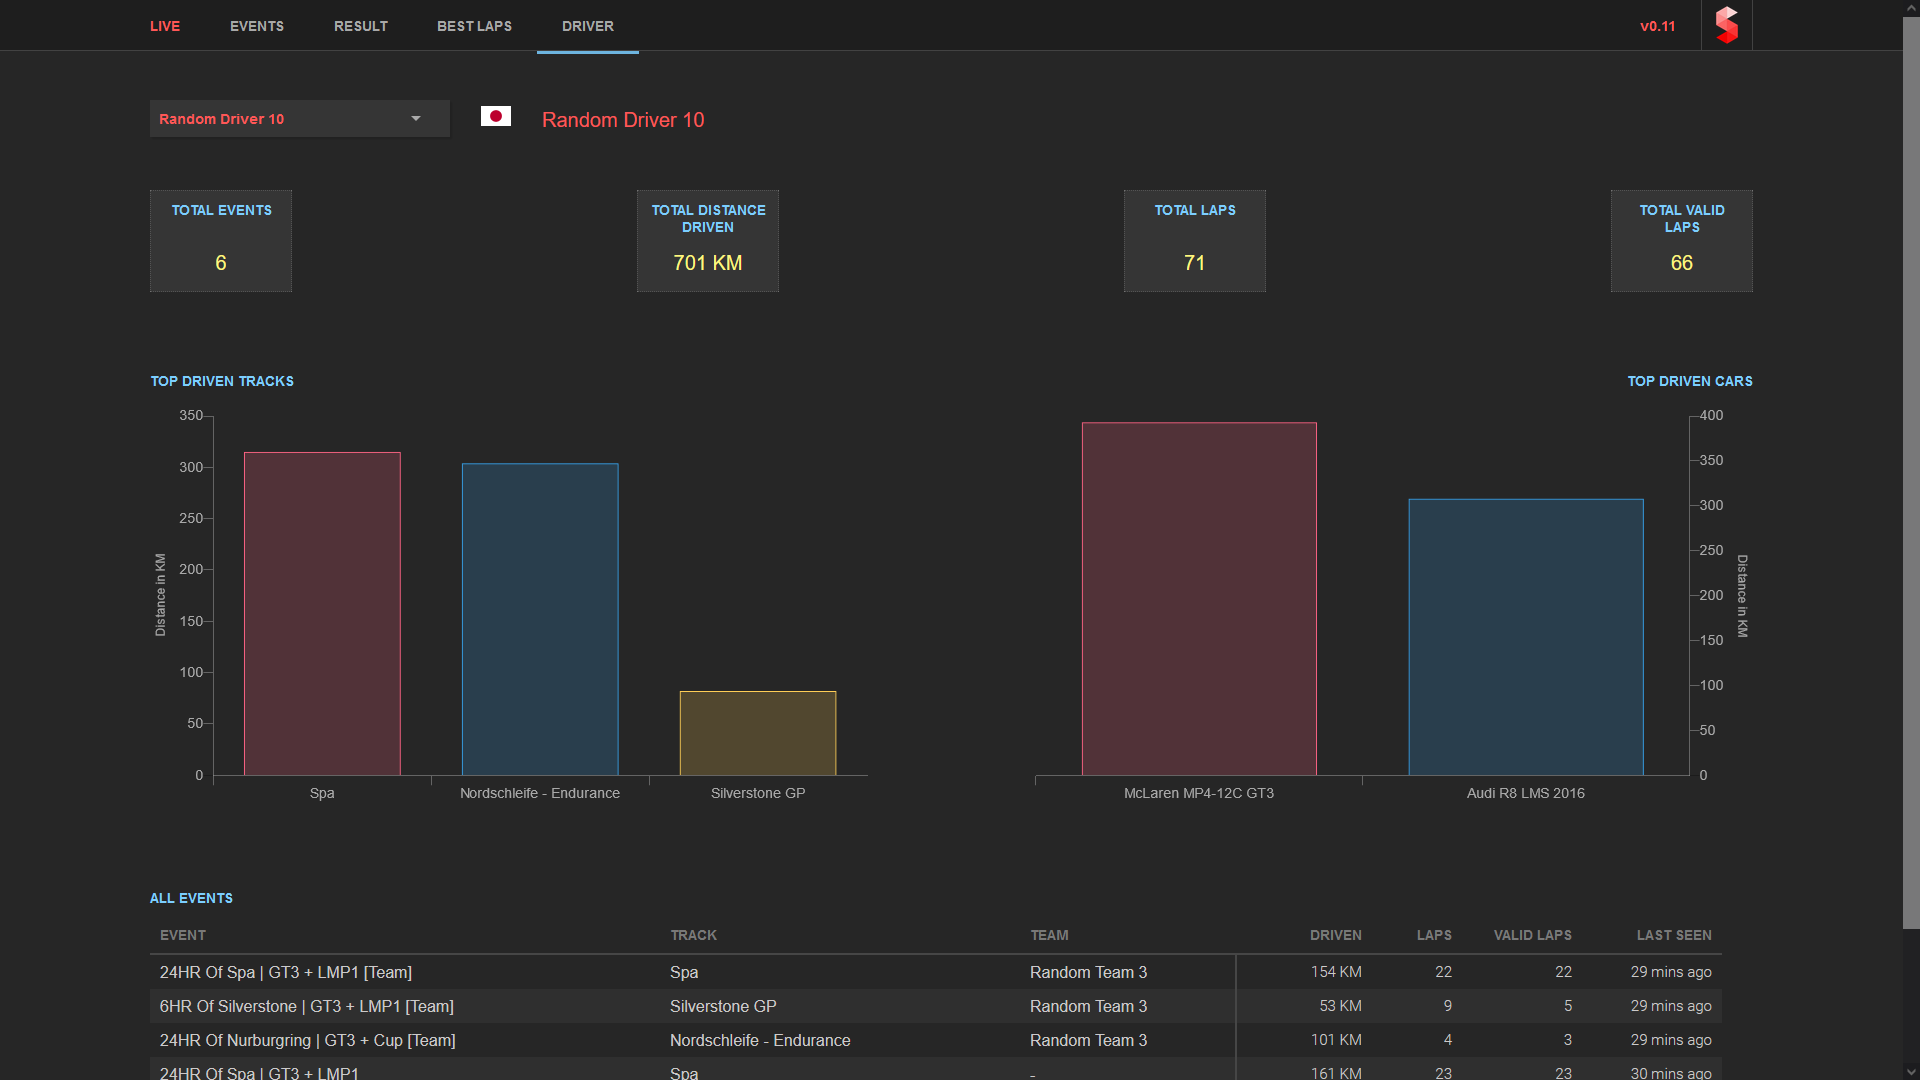 LIVE EVENTS RESULT BEST LAPS DRIVER v0.11
Random Driver 10 Random Driver 10
TOTAL EVENTS
6
TOTAL DISTANCE
DRIVEN
701 KM
TOTAL LAPS
71
TOTAL VALID
LAPS
66
TOP DRIVEN TRACKS
350
300
250
200
150
100
50
0
Distance in KM
Spa Nordschleife - Endurance Silverstone GP
TOP DRIVEN CARS
400
350
300
250
200
150
100
50
0
Distance in KM
McLaren MP4-12C GT3 Audi R8 LMS 2016
ALL EVENTS
EVENT TRACK TEAM DRIVEN LAPS VALID LAPS LAST SEEN
24HR Of Spa | GT3 + LMP1 [Team] Spa Random Team 3 154 KM 22 22 29 mins ago
6HR Of Silverstone | GT3 + LMP1 [Team] Silverstone GP Random Team 3 53 KM 9 5 29 mins ago
24HR Of Nurburgring | GT3 + Cup [Team] Nordschleife - Endurance Random Team 3 101 KM 4 3 29 mins ago
24HR Of Spa | GT3 + LMP1 Spa - 161 KM 23 23 30 mins ago